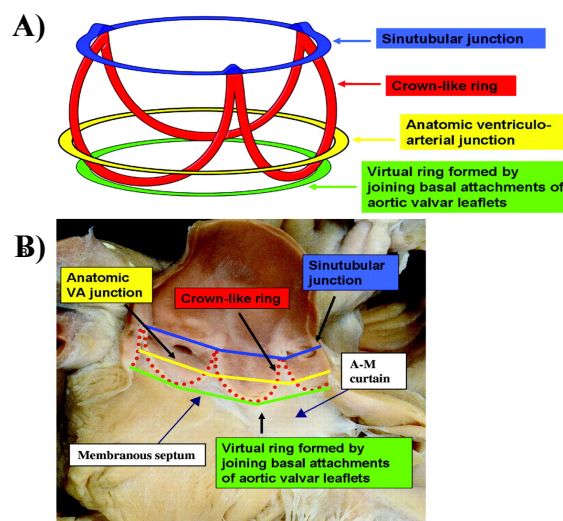 A)
Sinutubular junction
Crown-like ring
Anatomic ventriculo-
arterial junction
Virtual ring formed by
joining basal attachments of
aortic valvar leaflets
B)
Anatomic
VA junction
Crown-like ring
Sinutubular
junction
A-M
curtain
Membranous septum
Virtual ring formed by
joining basal attachments
of aortic valvar leaflets